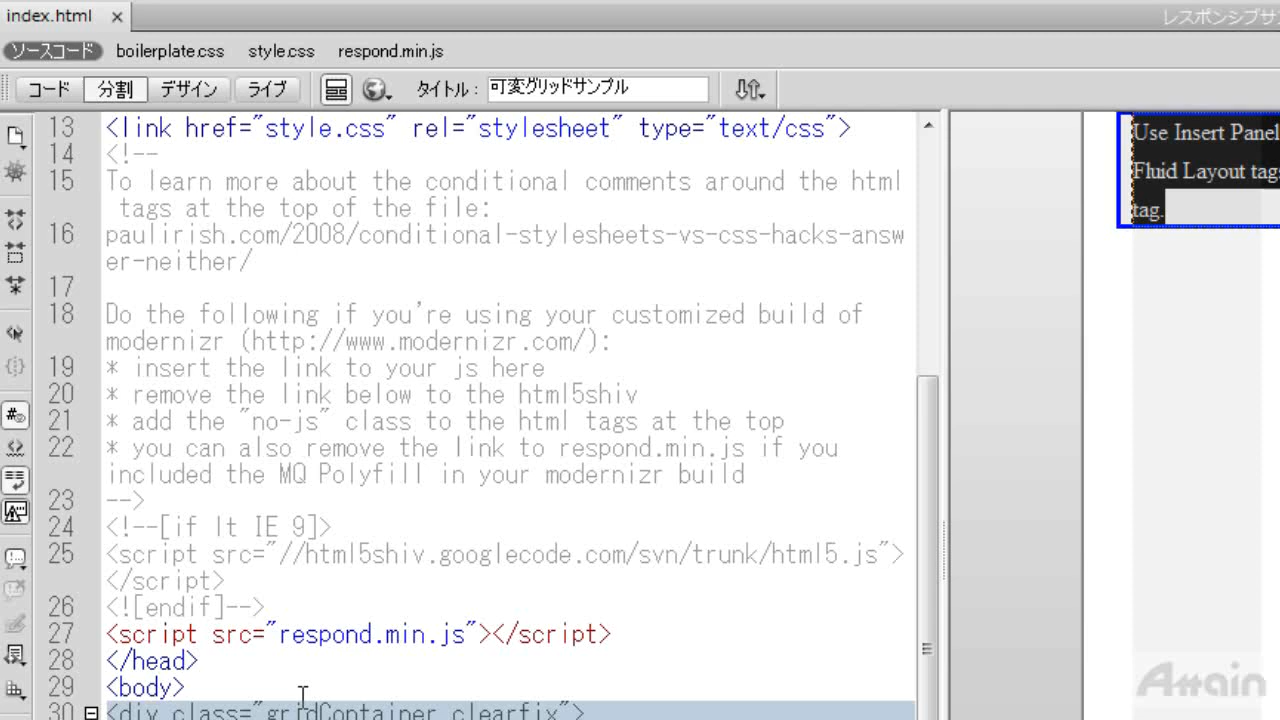 index.html ×
レスポンシブサ
ソースコード boilerplate.css style.css respond.min.js
コード 分割 デザイン ライブ タイトル： 可変グリッドサンプル
13 <link href="style.css" rel="stylesheet" type="text/css">
14 <!--
15 To learn more about the conditional comments around the html
tags at the top of the file:
16 paulirish.com/2008/conditional-stylesheets-vs-css-hacks-answ
er-neither/
17
18 Do the following if you're using your customized build of
modernizr (http://www.modernizr.com/):
19 * insert the link to your js here
20 * remove the link below to the html5shiv
21 * add the "no-js" class to the html tags at the top
22 * you can also remove the link to respond.min.js if you
included the MQ Polyfill in your modernizr build
23 -->
24 <!--[if lt IE 9]>
25 <script src="//html5shiv.googlecode.com/svn/trunk/html5.js">
</script>
26 <![endif]-->
27 <script src="respond.min.js"></script>
28 </head>
29 <body>
30 <div class="gridContainer clearfix">
Use Insert Panel
Fluid Layout tags
tag.
Attain